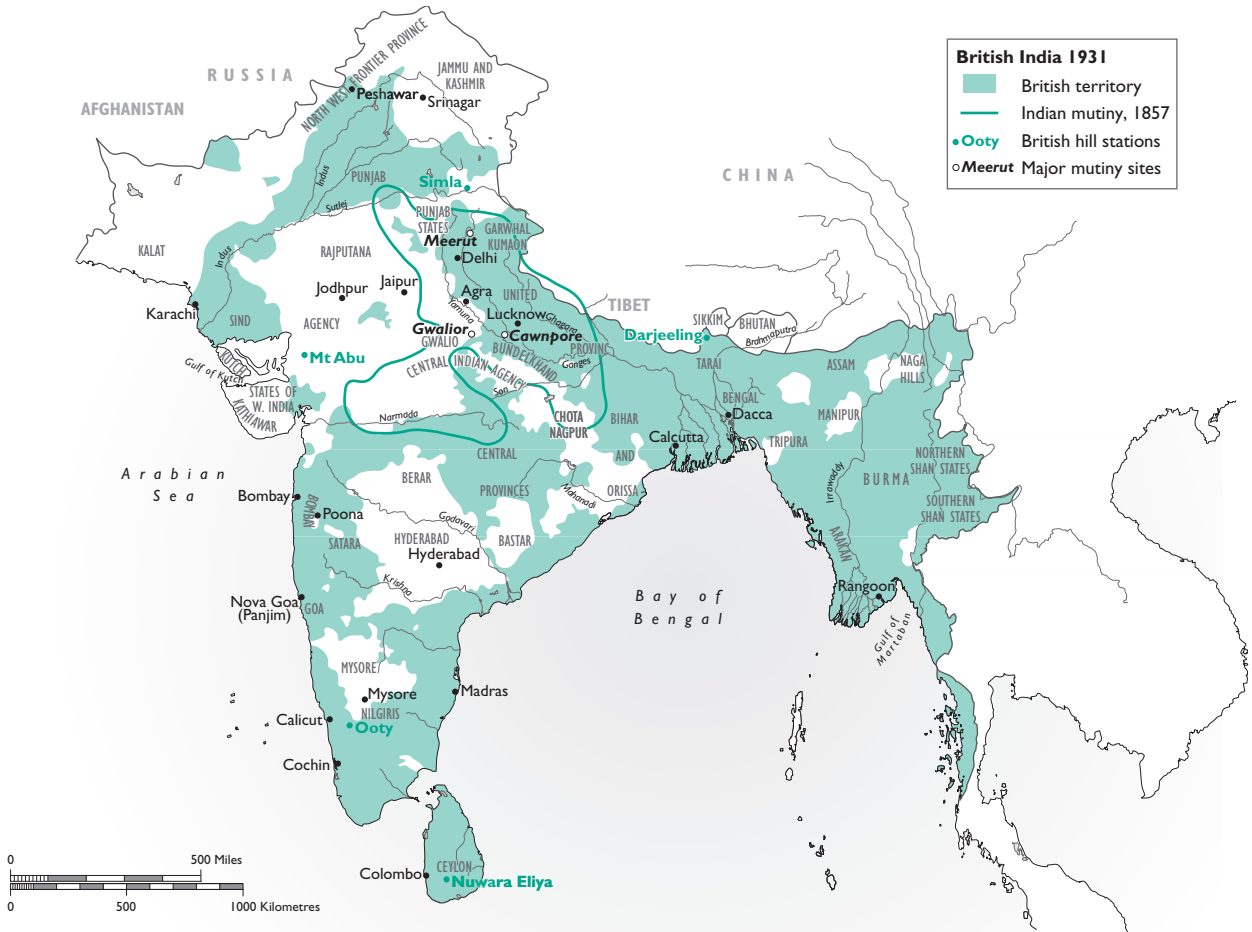 British India 1931
British territory
Indian mutiny, 1857
Ooty British hill stations
Meerut Major mutiny sites
RUSSIA
AFGHANISTAN
NORTH WEST FRONTIER PROVINCE
JAMMU AND
KASHMIR
Peshawar
Srinagar
CHINA
Indus
PUNJAB
Simla
Sutlej
PUNJAB
STATES
GARWHAL
KUMAON
Meerut
Delhi
KALAT
Indus
RAJPUTANA
Jodhpur
Jaipur
Agra
UNITED
TIBET
Karachi
SIND
AGENCY
Yamuna
Lucknow
Ghagara
SIKKIM
BHUTAN
Brahmaputra
Gwalior
GWALIO
Cawnpore
PROVINC
Darjeeling
Mt Abu
BUNDELKHAND
Ganges
TARAI
ASSAM
NAGA
HILLS
KUTCH
Gulf of Kutch
CENTRAL INDIAN AGENCY
Son
STATES OF
W. INDIA
KATHIAWAR
Narmada
CHOTA
NAGPUR
BIHAR
BENGAL
Dacca
MANIPUR
Calcutta
TRIPURA
CENTRAL
AND
NORTHERN
SHAN STATES
Arabian
Sea
BERAR
PROVINCES
ORISSA
Mahanadi
Irrawaddy
BURMA
Bombay
BOMBAY
Poona
SOUTHERN
SHAN STATES
Godavari
SATARA
HYDERABAD
Hyderabad
BASTAR
ARAKAN
Krishna
Rangoon
Nova Goa
(Panjim)
GOA
Bay of
Bengal
Gulf of
Martaban
MYSORE
Mysore
Madras
NILGIRIS
Calicut
Ooty
Cochin
CEYLON
Colombo
Nuwara Eliya
0 500 Miles
0 500 1000 Kilometres